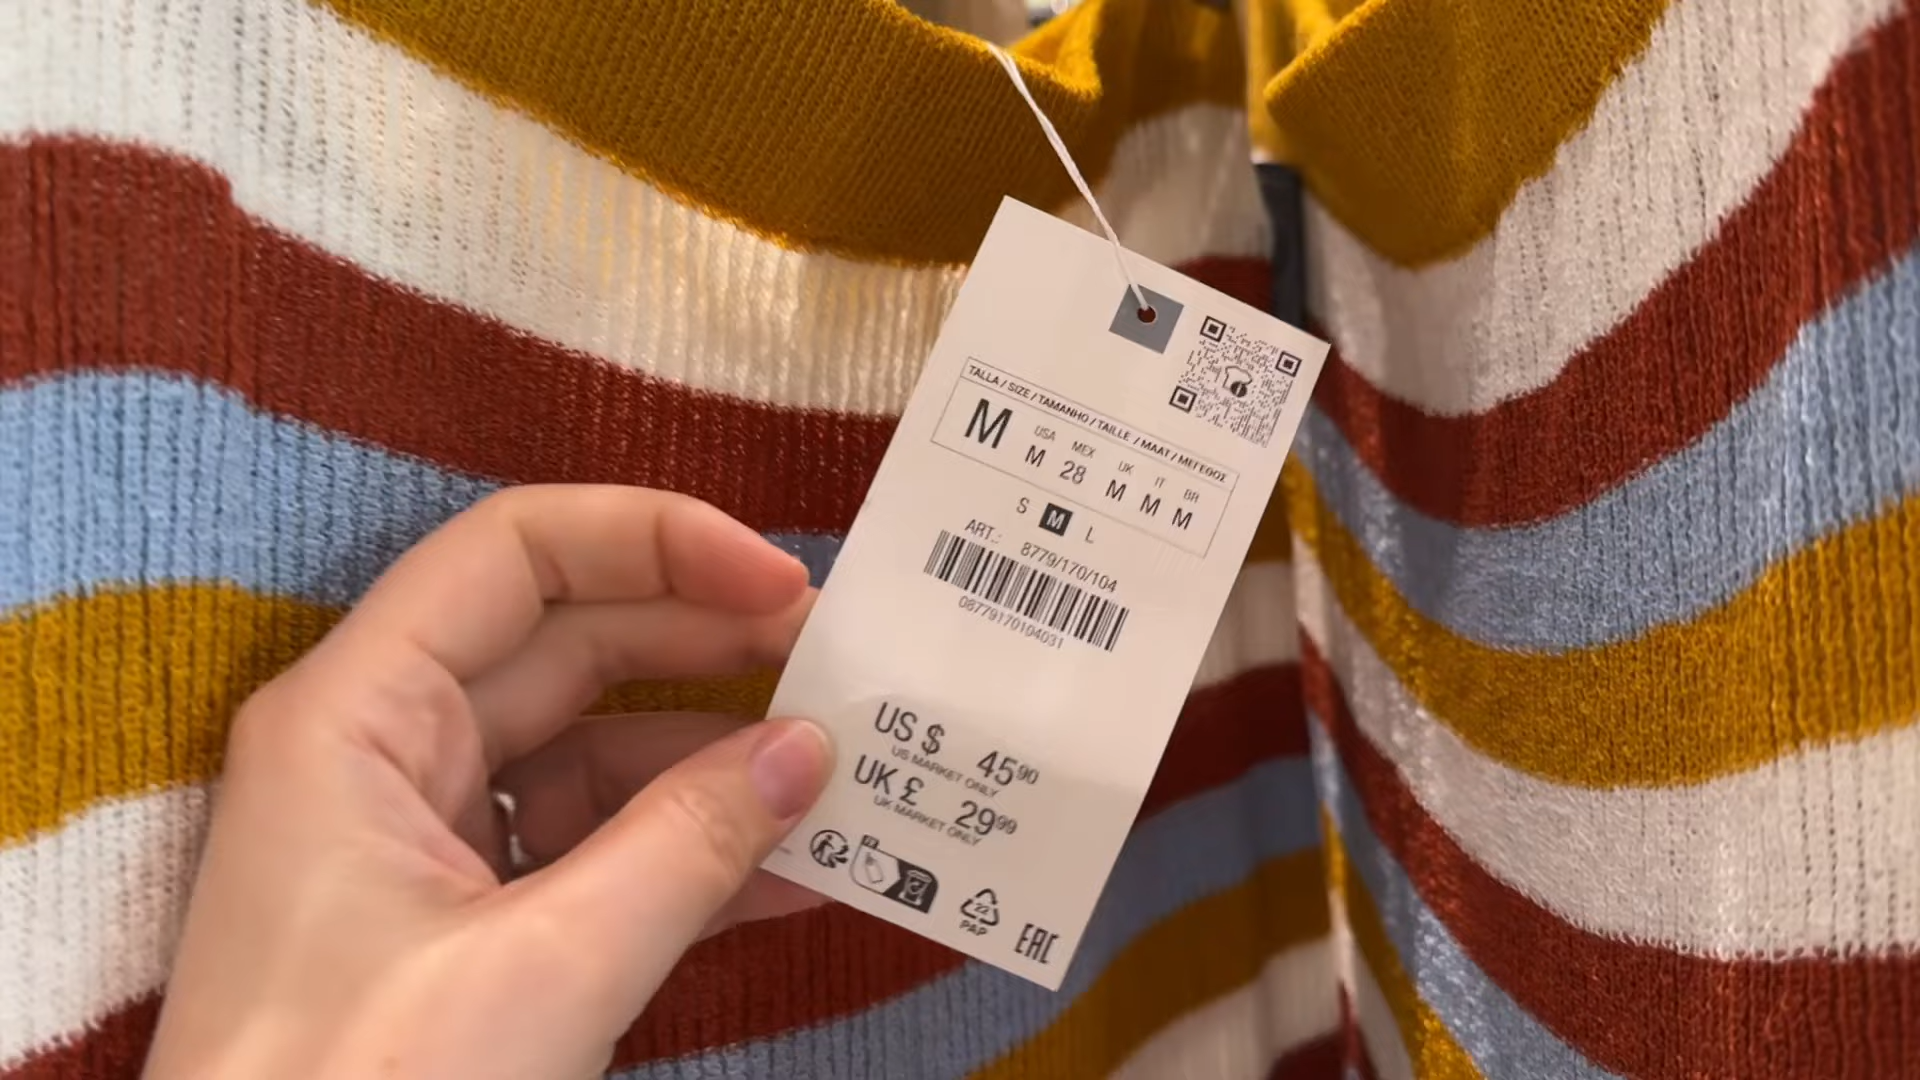 TALLA / SIZE / TAMANHO / TAILLE / MAAT / ΜΕΓΕΘΟΣ
M USA MEX UK IT BR
M 28 M M M
S M L
ART.: 8779/170/104
08779170104031
US $ 45 90
US MARKET ONLY
UK £ 29 99
UK MARKET ONLY
22
PAP
EAC